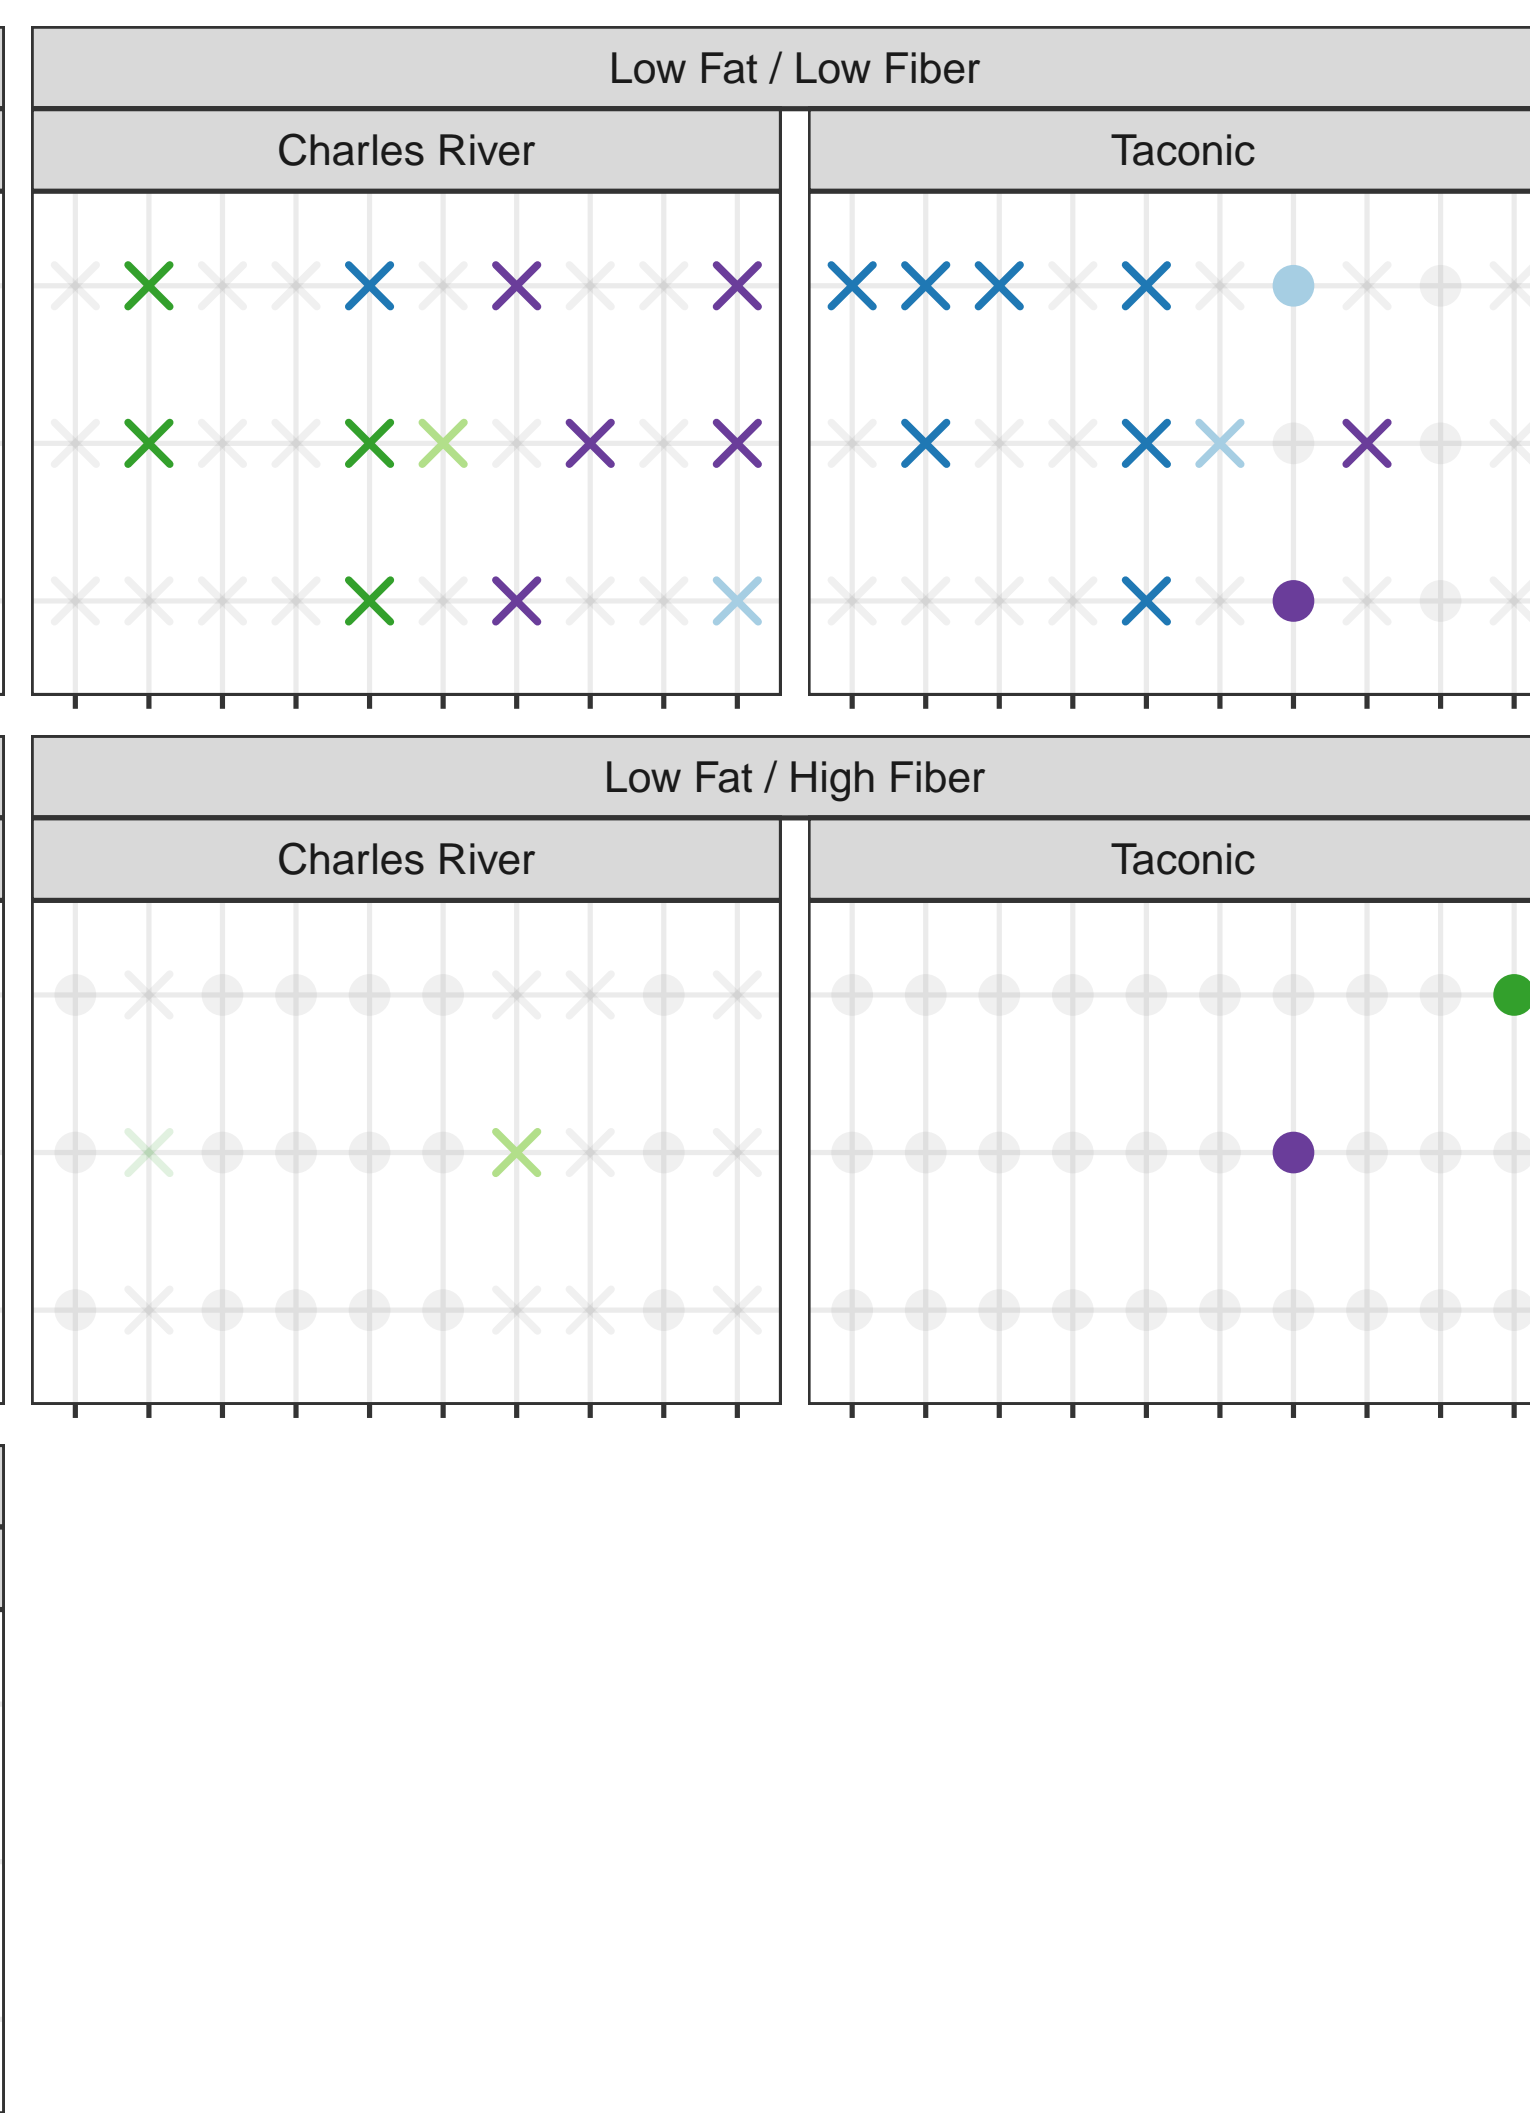 Low Fat / Low Fiber
Charles River
Taconic
Low Fat / High Fiber
Charles River
Taconic